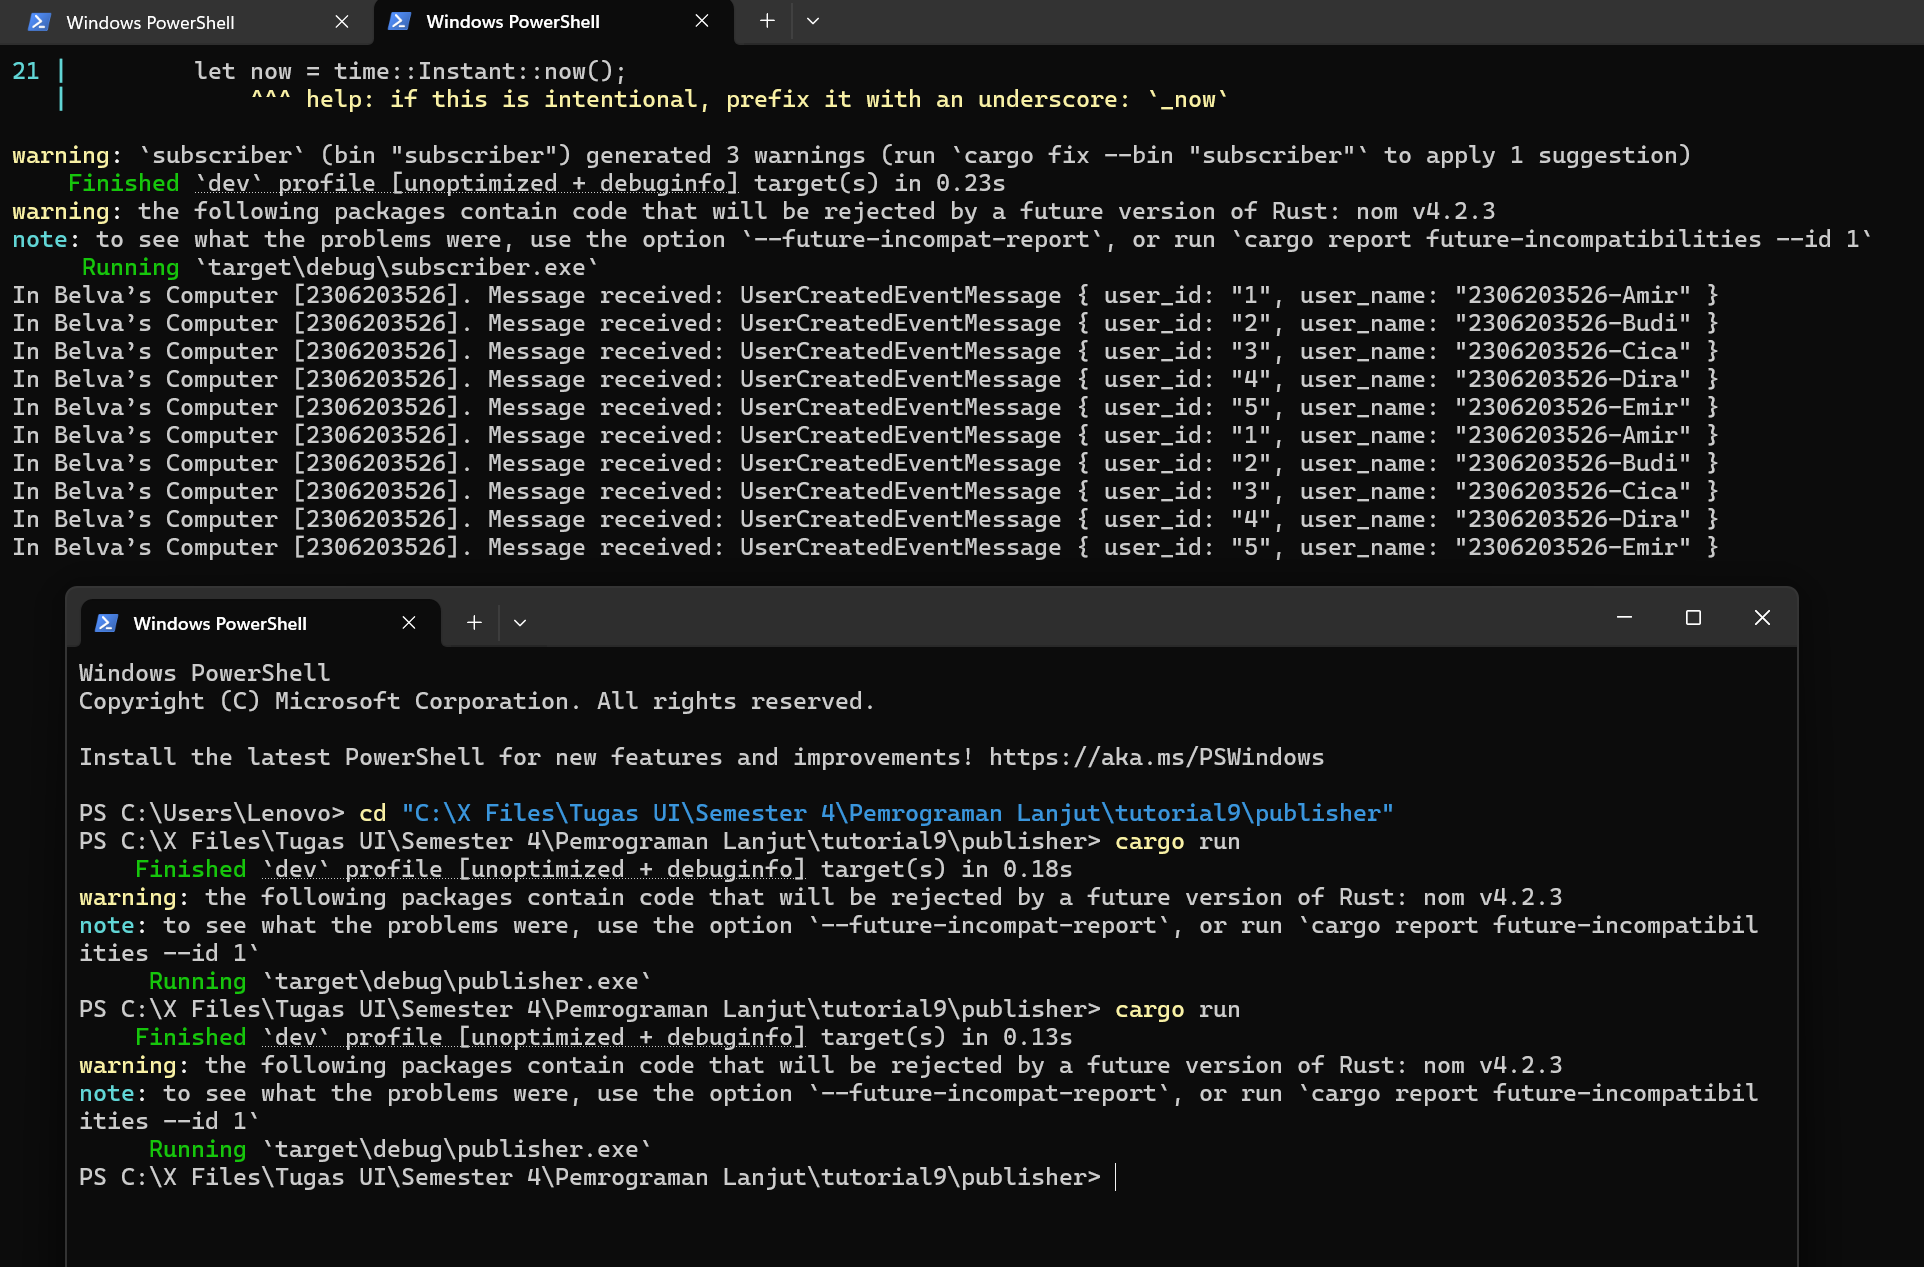 Windows PowerShell
Windows PowerShell
21 |         let now = time::Instant::now();
   |             ^^^ help: if this is intentional, prefix it with an underscore: `_now`
warning: `subscriber` (bin "subscriber") generated 3 warnings (run `cargo fix --bin "subscriber"` to apply 1 suggestion)
    Finished `dev` profile [unoptimized + debuginfo] target(s) in 0.23s
warning: the following packages contain code that will be rejected by a future version of Rust: nom v4.2.3
note: to see what the problems were, use the option `--future-incompat-report`, or run `cargo report future-incompatibilities --id 1`
     Running `target\debug\subscriber.exe`
In Belva’s Computer [2306203526]. Message received: UserCreatedEventMessage { user_id: "1", user_name: "2306203526-Amir" }
In Belva’s Computer [2306203526]. Message received: UserCreatedEventMessage { user_id: "2", user_name: "2306203526-Budi" }
In Belva’s Computer [2306203526]. Message received: UserCreatedEventMessage { user_id: "3", user_name: "2306203526-Cica" }
In Belva’s Computer [2306203526]. Message received: UserCreatedEventMessage { user_id: "4", user_name: "2306203526-Dira" }
In Belva’s Computer [2306203526]. Message received: UserCreatedEventMessage { user_id: "5", user_name: "2306203526-Emir" }
In Belva’s Computer [2306203526]. Message received: UserCreatedEventMessage { user_id: "1", user_name: "2306203526-Amir" }
In Belva’s Computer [2306203526]. Message received: UserCreatedEventMessage { user_id: "2", user_name: "2306203526-Budi" }
In Belva’s Computer [2306203526]. Message received: UserCreatedEventMessage { user_id: "3", user_name: "2306203526-Cica" }
In Belva’s Computer [2306203526]. Message received: UserCreatedEventMessage { user_id: "4", user_name: "2306203526-Dira" }
In Belva’s Computer [2306203526]. Message received: UserCreatedEventMessage { user_id: "5", user_name: "2306203526-Emir" }
Windows PowerShell
Windows PowerShell
Copyright (C) Microsoft Corporation. All rights reserved.
Install the latest PowerShell for new features and improvements! https://aka.ms/PSWindows
PS C:\Users\Lenovo> cd "C:\X Files\Tugas UI\Semester 4\Pemrograman Lanjut\tutorial9\publisher"
PS C:\X Files\Tugas UI\Semester 4\Pemrograman Lanjut\tutorial9\publisher> cargo run
    Finished `dev` profile [unoptimized + debuginfo] target(s) in 0.18s
warning: the following packages contain code that will be rejected by a future version of Rust: nom v4.2.3
note: to see what the problems were, use the option `--future-incompat-report`, or run `cargo report future-incompatibil
ities --id 1`
     Running `target\debug\publisher.exe`
PS C:\X Files\Tugas UI\Semester 4\Pemrograman Lanjut\tutorial9\publisher> cargo run
    Finished `dev` profile [unoptimized + debuginfo] target(s) in 0.13s
warning: the following packages contain code that will be rejected by a future version of Rust: nom v4.2.3
note: to see what the problems were, use the option `--future-incompat-report`, or run `cargo report future-incompatibil
ities --id 1`
     Running `target\debug\publisher.exe`
PS C:\X Files\Tugas UI\Semester 4\Pemrograman Lanjut\tutorial9\publisher>